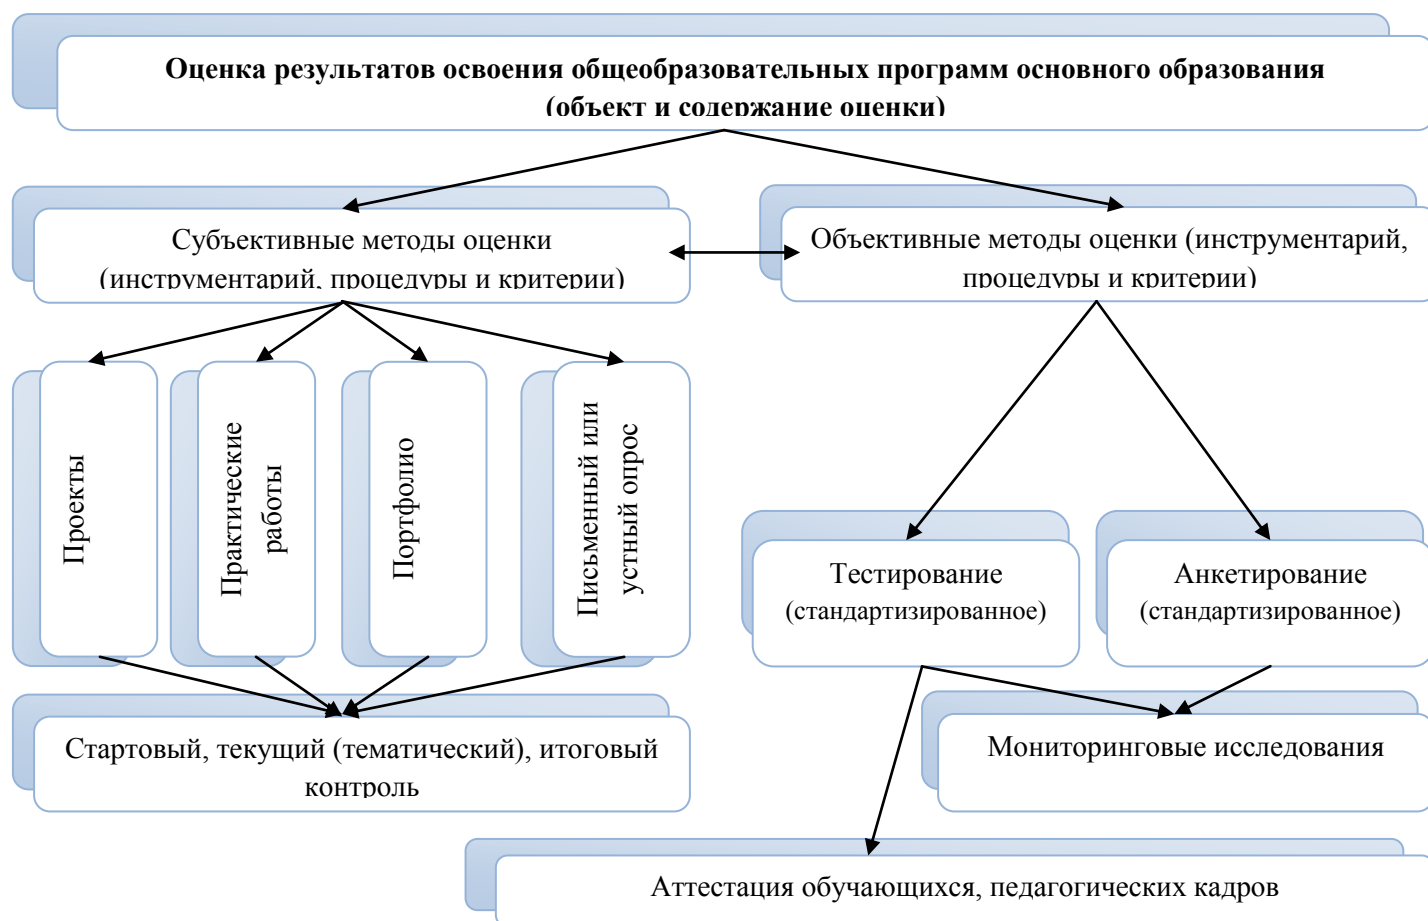 Оценка результатов освоения общеобразовательных программ основного образования
(объект и содержание оценки)
Субъективные методы оценки
(инструментарий, процедуры и критерии)
Объективные методы оценки (инструментарий,
процедуры и критерии)
Проекты
Практические
работы
Портфолио
Письменный или
устный опрос
Тестирование
(стандартизированное)
Анкетирование
(стандартизированное)
Стартовый, текущий (тематический), итоговый
контроль
Мониторинговые исследования
Аттестация обучающихся, педагогических кадров